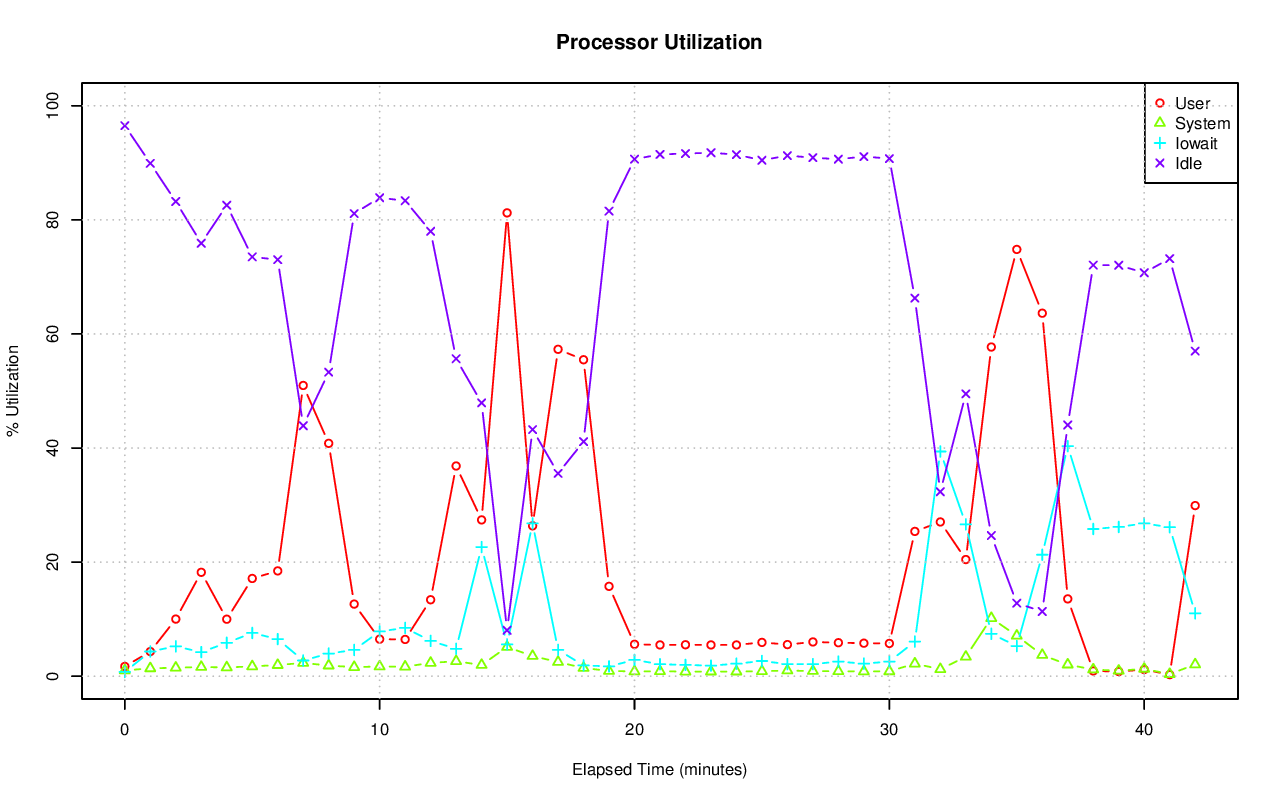 Processor Utilization
% Utilization
100
80
60
40
20
0
User
System
Iowait
Idle
0 10 20 30 40
Elapsed Time (minutes)